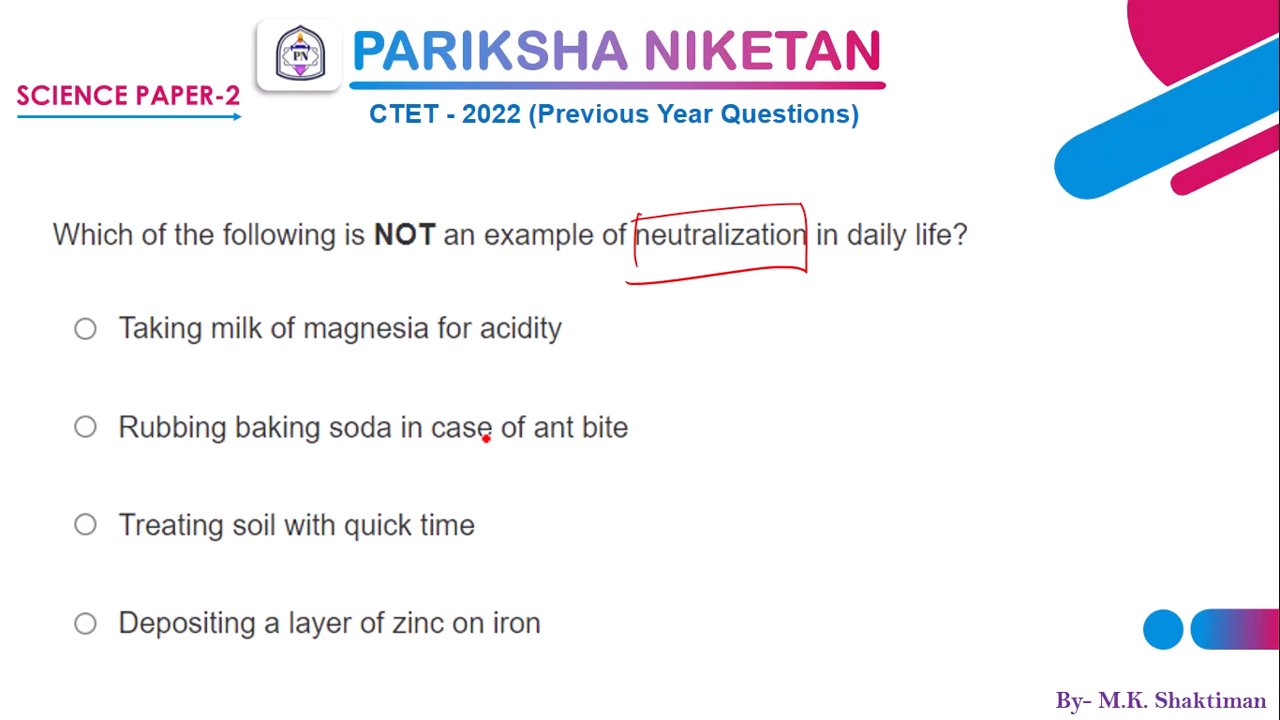 PN
PARIKSHA NIKETAN
SCIENCE PAPER-2
CTET - 2022 (Previous Year Questions)
Which of the following is NOT an example of neutralization in daily life?
Taking milk of magnesia for acidity
Rubbing baking soda in case of ant bite
Treating soil with quick time
Depositing a layer of zinc on iron
By- M.K. Shaktiman